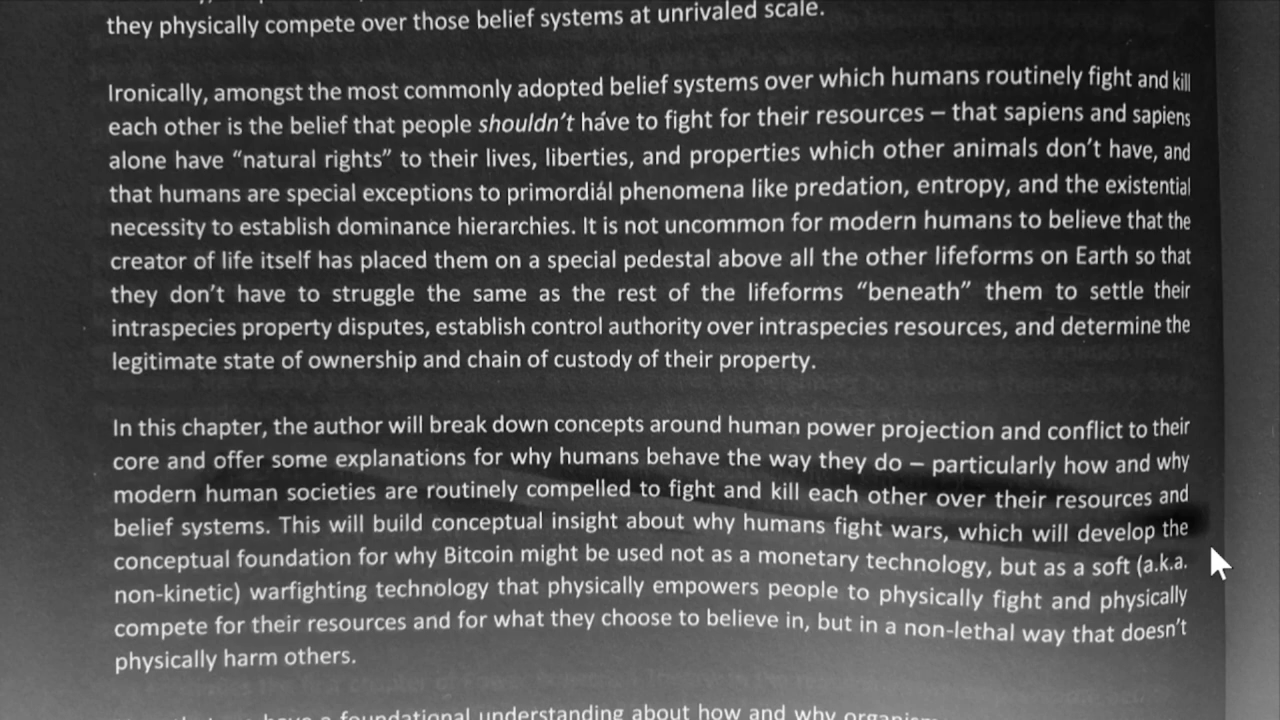 they physically compete over those belief systems at unrivaled scale.
Ironically, amongst the most commonly adopted belief systems over which humans routinely fight and kill
each other is the belief that people shouldn't have to fight for their resources – that sapiens and sapiens
alone have “natural rights” to their lives, liberties, and properties which other animals don't have, and
that humans are special exceptions to primordial phenomena like predation, entropy, and the existential
necessity to establish dominance hierarchies. It is not uncommon for modern humans to believe that the
creator of life itself has placed them on a special pedestal above all the other lifeforms on Earth so that
they don't have to struggle the same as the rest of the lifeforms “beneath” them to settle their
intraspecies property disputes, establish control authority over intraspecies resources, and determine the
legitimate state of ownership and chain of custody of their property.
In this chapter, the author will break down concepts around human power projection and conflict to their
core and offer some explanations for why humans behave the way they do – particularly how and why
modern human societies are routinely compelled to fight and kill each other over their resources and
belief systems. This will build conceptual insight about why humans fight wars, which will develop the
conceptual foundation for why Bitcoin might be used not as a monetary technology, but as a soft (a.k.a.
non-kinetic) warfighting technology that physically empowers people to physically fight and physically
compete for their resources and for what they choose to believe in, but in a non-lethal way that doesn't
physically harm others.
have a foundational understanding about how and why